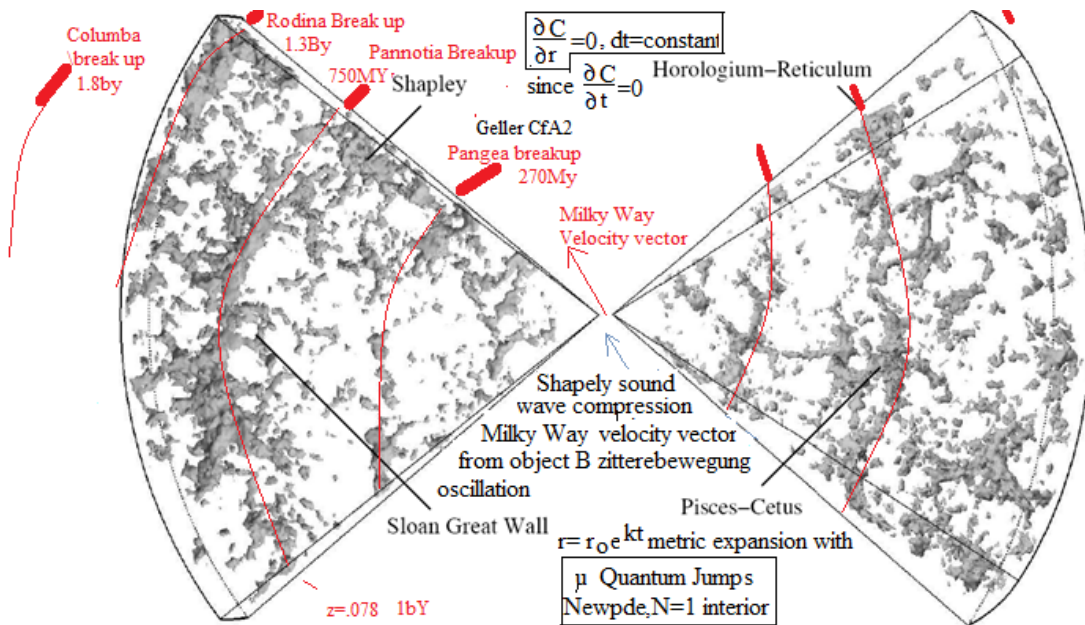 Columba
break up
1.8by
Rodina Break up
1.3By
Pannotia Breakup
750MY
Shapley
∂C/∂r =0, dt=constant
since ∂C/∂t =0
Horologium-Reticulum
Geller CfA2
Pangea breakup
270My
Milky Way
Velocity vector
Shapely sound
wave compression
Milky Way velocity vector
from object B zitterebewegung
oscillation
Sloan Great Wall
Pisces-Cetus
r= roe^kt metric expansion with
μ Quantum Jumps
Newpde,N=1 interior
z=.078 1bY